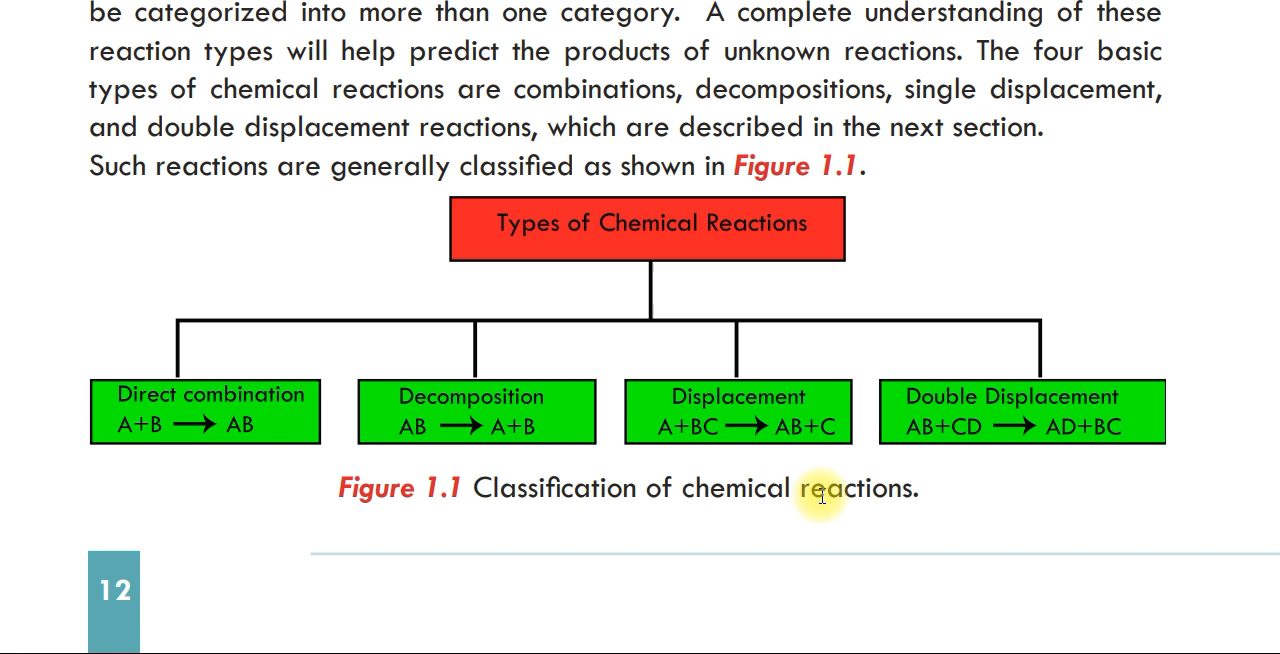 be categorized into more than one category. A complete understanding of these
reaction types will help predict the products of unknown reactions. The four basic
types of chemical reactions are combinations, decompositions, single displacement,
and double displacement reactions, which are described in the next section.
Such reactions are generally classified as shown in Figure 1.1.
Types of Chemical Reactions
Direct combination
A+B → AB
Decomposition
AB → A+B
Displacement
A+BC → AB+C
Double Displacement
AB+CD → AD+BC
Figure 1.1 Classification of chemical reactions.
12